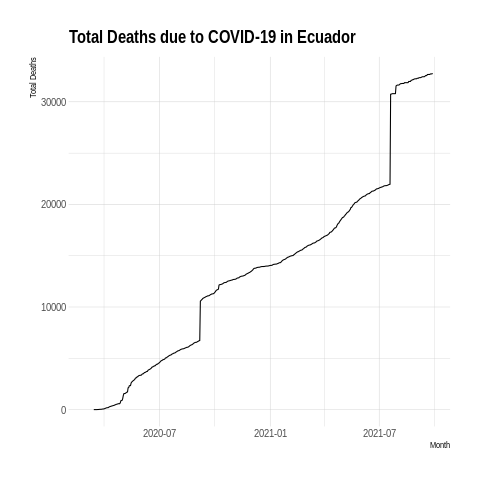 Total Deaths due to COVID-19 in Ecuador
Total Deaths
30000
20000
10000
0
2020-07
2021-01
2021-07
Month